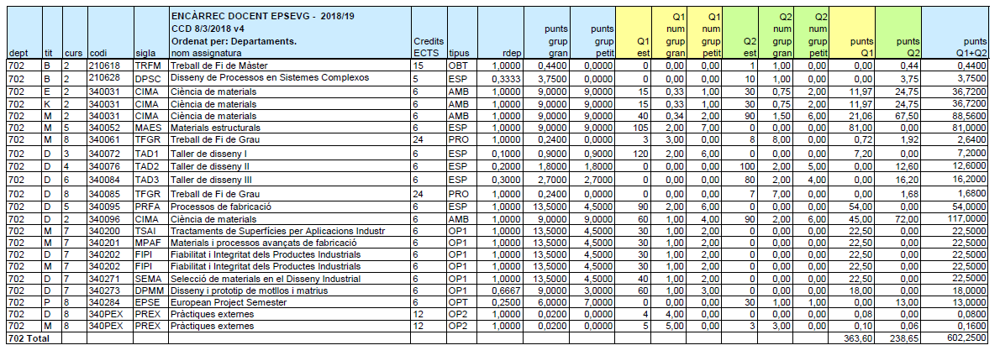 ENCÀRREC DOCENT EPSEVG - 2018/19
CCD 8/3/2018 v4
Ordenat per: Departaments.
dept tit curs codi sigla nom assignatura Credits ECTS tipus rdep punts grup gran punts grup petit Q1 est Q1 num grup gran Q1 num grup petit Q2 est Q2 num grup gran Q2 num grup petit punts Q1 punts Q2 punts Q1+Q2
702 B 2 210618 TRFM Treball de Fi de Màster 15 OBT 1,0000 0,4400 0,0000 0 0,00 0,00 1 1,00 0,00 0,00 0,44 0,4400
702 B 2 210628 DPSC Disseny de Processos en Sistemes Complexos 5 ESP 0,3333 3,7500 0,0000 0 0,00 0,00 10 1,00 0,00 0,00 3,75 3,7500
702 E 2 340031 CIMA Ciència de materials 6 AMB 1,0000 9,0000 9,0000 15 0,33 1,00 30 0,75 2,00 11,97 24,75 36,7200
702 K 2 340031 CIMA Ciència de materials 6 AMB 1,0000 9,0000 9,0000 15 0,33 1,00 30 0,75 2,00 11,97 24,75 36,7200
702 M 2 340031 CIMA Ciència de materials 6 AMB 1,0000 9,0000 9,0000 40 0,34 2,00 90 1,50 6,00 21,06 67,50 88,5600
702 M 5 340052 MAES Materials estructurals 6 ESP 1,0000 9,0000 9,0000 105 2,00 7,00 0 0,00 0,00 81,00 0,00 81,0000
702 M 8 340061 TFGR Treball de Fi de Grau 24 PRO 1,0000 0,2400 0,0000 3 3,00 0,00 8 8,00 0,00 0,72 1,92 2,6400
702 D 3 340072 TAD1 Taller de disseny I 6 ESP 0,1000 0,9000 0,9000 120 2,00 6,00 0 0,00 0,00 7,20 0,00 7,2000
702 D 4 340076 TAD2 Taller de disseny II 6 ESP 0,2000 1,8000 1,8000 0 0,00 0,00 100 2,00 5,00 0,00 12,60 12,6000
702 D 6 340084 TAD3 Taller de disseny III 6 ESP 0,3000 2,7000 2,7000 0 0,00 0,00 80 2,00 4,00 0,00 16,20 16,2000
702 D 8 340085 TFGR Treball de Fi de Grau 24 PRO 1,0000 0,2400 0,0000 0 0,00 0,00 7 7,00 0,00 0,00 1,68 1,6800
702 D 5 340095 PRFA Processos de fabricació 6 ESP 1,0000 13,5000 4,5000 90 2,00 6,00 0 0,00 0,00 54,00 0,00 54,0000
702 D 2 340096 CIMA Ciència de materials 6 AMB 1,0000 13,5000 4,5000 60 1,00 4,00 90 2,00 6,00 45,00 72,00 117,0000
702 M 7 340200 TSAI Tractaments de Superfícies per Aplicacions Industr 6 OP1 1,0000 13,5000 4,5000 30 1,00 2,00 0 0,00 0,00 22,50 0,00 22,5000
702 M 7 340201 MPAF Materials i processos avançats de fabricació 6 OP1 1,0000 13,5000 4,5000 30 1,00 2,00 0 0,00 0,00 22,50 0,00 22,5000
702 D 7 340202 FIPI Fiabilitat i Integritat dels Productes Industrials 6 OP1 1,0000 13,5000 4,5000 30 1,00 2,00 0 0,00 0,00 22,50 0,00 22,5000
702 M 7 340202 FIPI Fiabilitat i Integritat dels Productes Industrials 6 OP1 1,0000 13,5000 4,5000 30 1,00 2,00 0 0,00 0,00 22,50 0,00 22,5000
702 D 7 340271 SEMA Selecció de materials en el Disseny Industrial 6 OP1 1,0000 13,5000 4,5000 40 1,00 2,00 0 0,00 0,00 22,50 0,00 22,5000
702 D 7 340273 DPMM Disseny i prototip de motllos i matrius 6 OP1 0,6667 9,0000 3,0000 60 1,00 3,00 0 0,00 0,00 18,00 0,00 18,0000
702 P 8 340284 EPSE European Project Semester 6 OPT 0,2500 6,0000 7,0000 0 0,00 0,00 30 1,00 1,00 0,00 13,00 13,0000
702 D 8 340PEX PREX Pràctiques externes 12 OP2 1,0000 0,0200 0,0000 4 4,00 0,00 0 0,00 0,00 0,08 0,00 0,0800
702 M 8 340PEX PREX Pràctiques externes 12 OP2 1,0000 0,0200 0,0000 5 5,00 0,00 3 3,00 0,00 0,10 0,06 0,1600
702 Total 363,60 238,65 602,2500